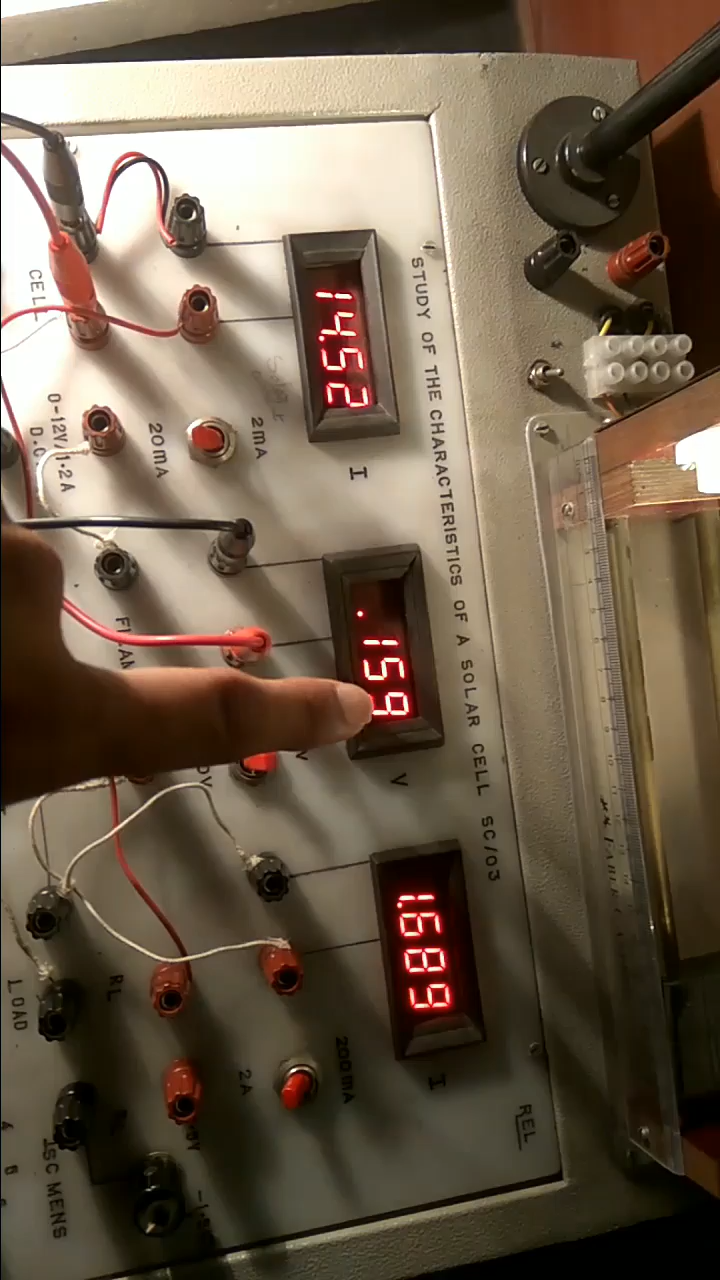 STUDY OF THE CHARACTERISTICS OF A SOLAR CELL SC/03
14.52
I
.159
V
1.689
I
REL
CELL
2mA
20mA
0-12V/1.2A
200mA
2A
RL
LOAD